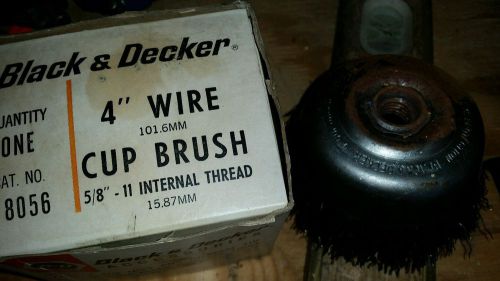 Black & Decker®
QUANTITY
ONE
CAT. NO.
8056
4" WIRE
101.6MM
CUP BRUSH
5/8" - 11 INTERNAL THREAD
15.87MM
Black & Decker